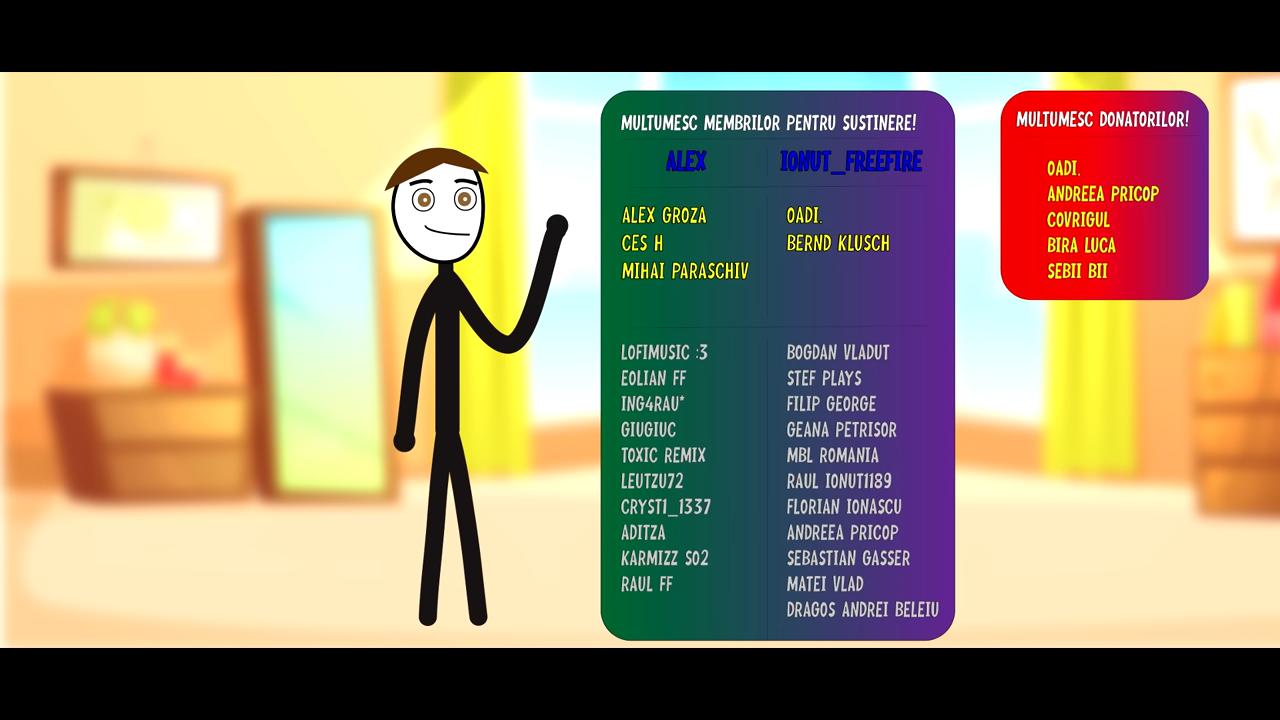 MULTUMESC MEMBRILOR PENTRU SUSTINERE!
ALEX
ALEX GROZA
CES H
MIHAI PARASCHIV
LOFIMUSIC :3
EOLIAN FF
ING4RAU*
GIUGIUC
TOXIC REMIX
LEUTZU72
CRYST1_1337
ADITZA
KARMIZZ SO2
RAUL FF
IONUT_FREEFIRE
OADI.
BERND KLUSCH
BOGDAN VLADUT
STEF PLAYS
FILIP GEORGE
GEANA PETRISOR
MBL ROMANIA
RAUL IONUT1189
FLORIAN IONASCU
ANDREEA PRICOP
SEBASTIAN GASSER
MATEI VLAD
DRAGOS ANDREI BELEIU
MULTUMESC DONATORILOR!
OADI.
ANDREEA PRICOP
COVRIGUL
BIRA LUCA
SEBII BII